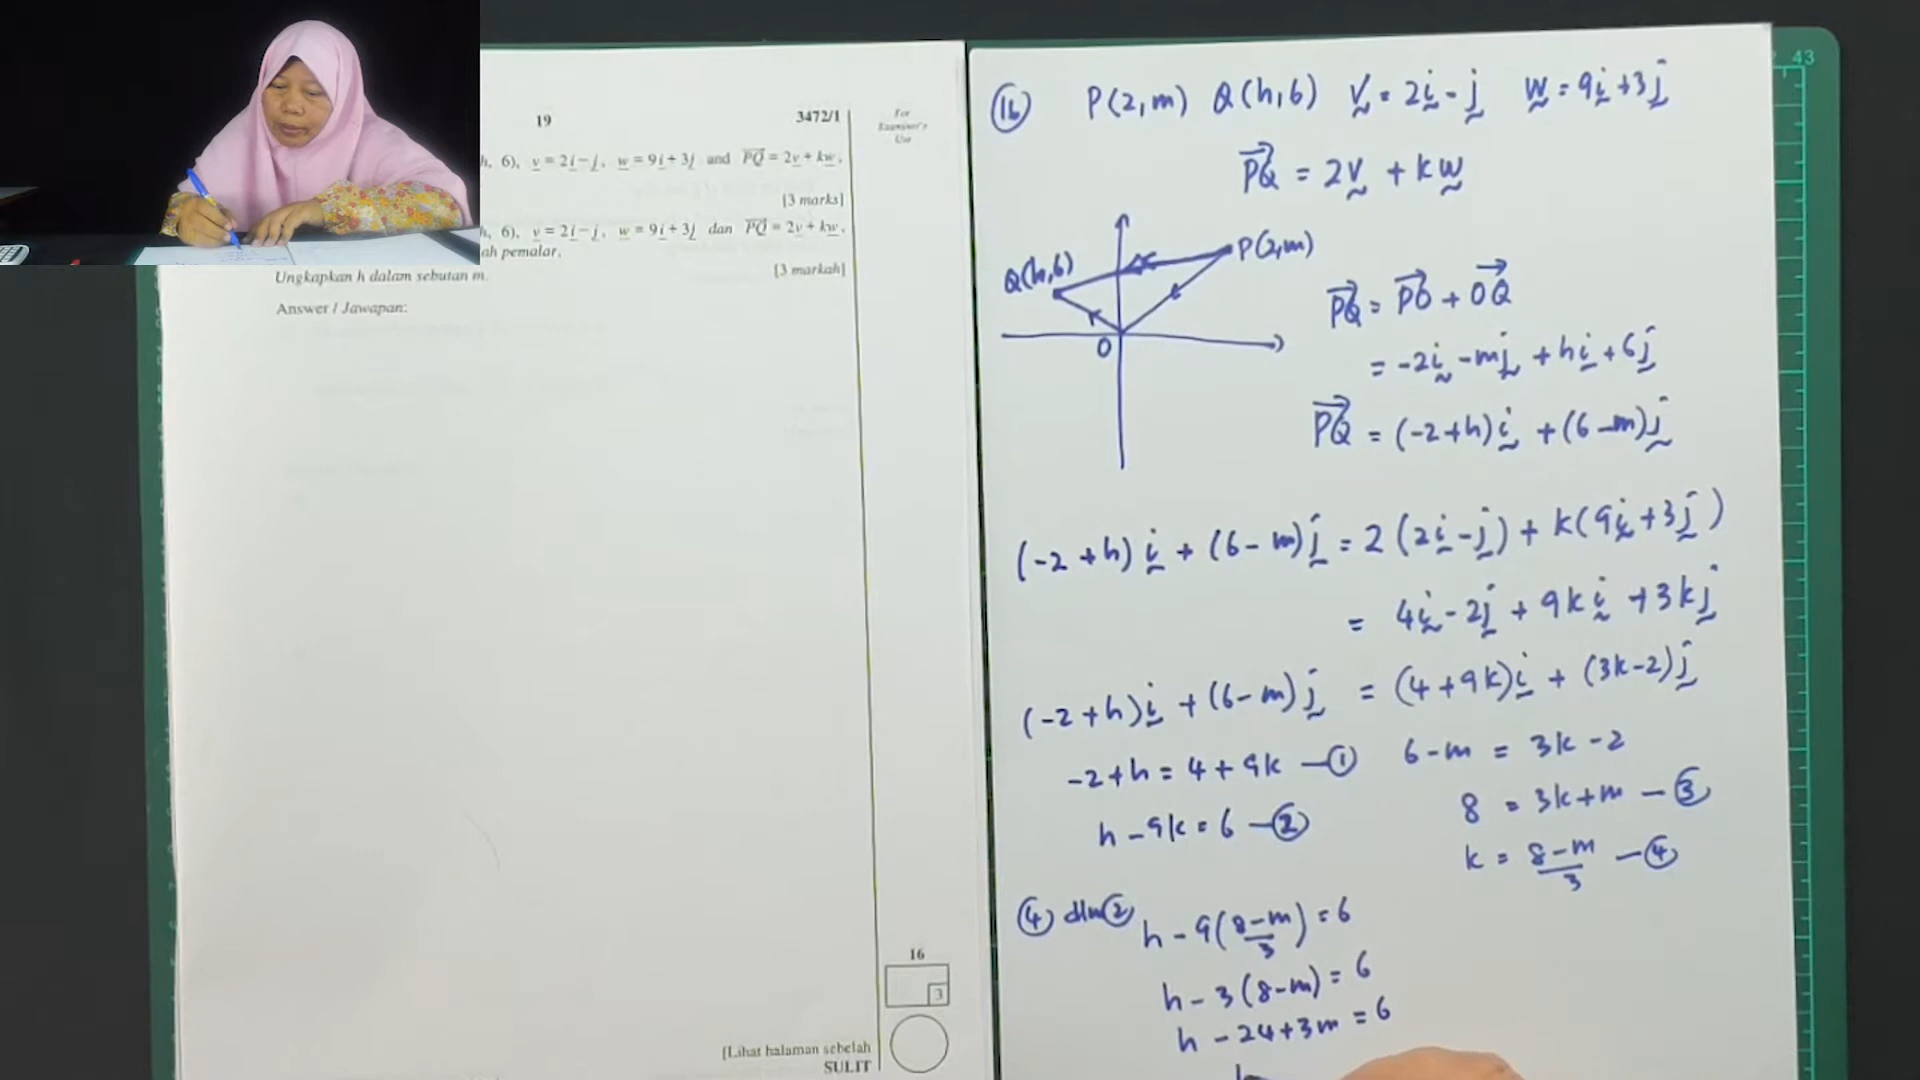 19
3472/1
For
Examiner's
Use
h, 6), v = 2i − j, w = 9i + 3j and PQ = 2v + kw,
[3 marks]
h, 6), v = 2i − j, w = 9i + 3j dan PQ = 2v + kw,
ah pemalar.
Ungkapkan h dalam sebutan m.
[3 markah]
Answer / Jawapan:
16
3
[Lihat halaman sebelah
SULIT
43
16 P(2,m) Q(h,6) v = 2i - j w = 9i + 3j
PQ = 2v + kw
Q(h,6)
P(2,m)
O
PQ = PO + OQ
= -2i - mj + hi + 6j
PQ = (-2+h)i + (6-m)j
(-2+h)i + (6-m)j = 2(2i-j) + k(9i+3j)
= 4i - 2j + 9ki + 3kj
(-2+h)i + (6-m)j = (4+9k)i + (3k-2)j
-2+h = 4+9k —① 6-m = 3k-2
h-9k = 6 —② 8 = 3k+m —③
k = 8-m/3 —④
④ dlm ② h - 9(8-m/3) = 6
h - 3(8-m) = 6
h - 24+3m = 6
h